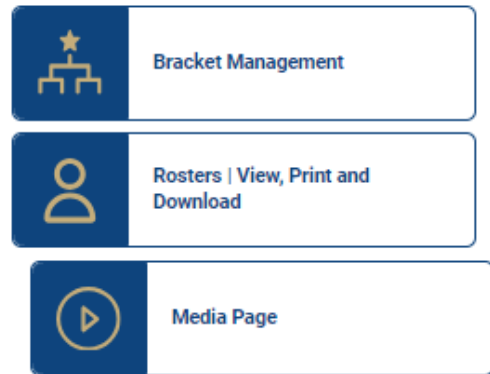 Bracket Management
Rosters | View, Print and
Download
Media Page